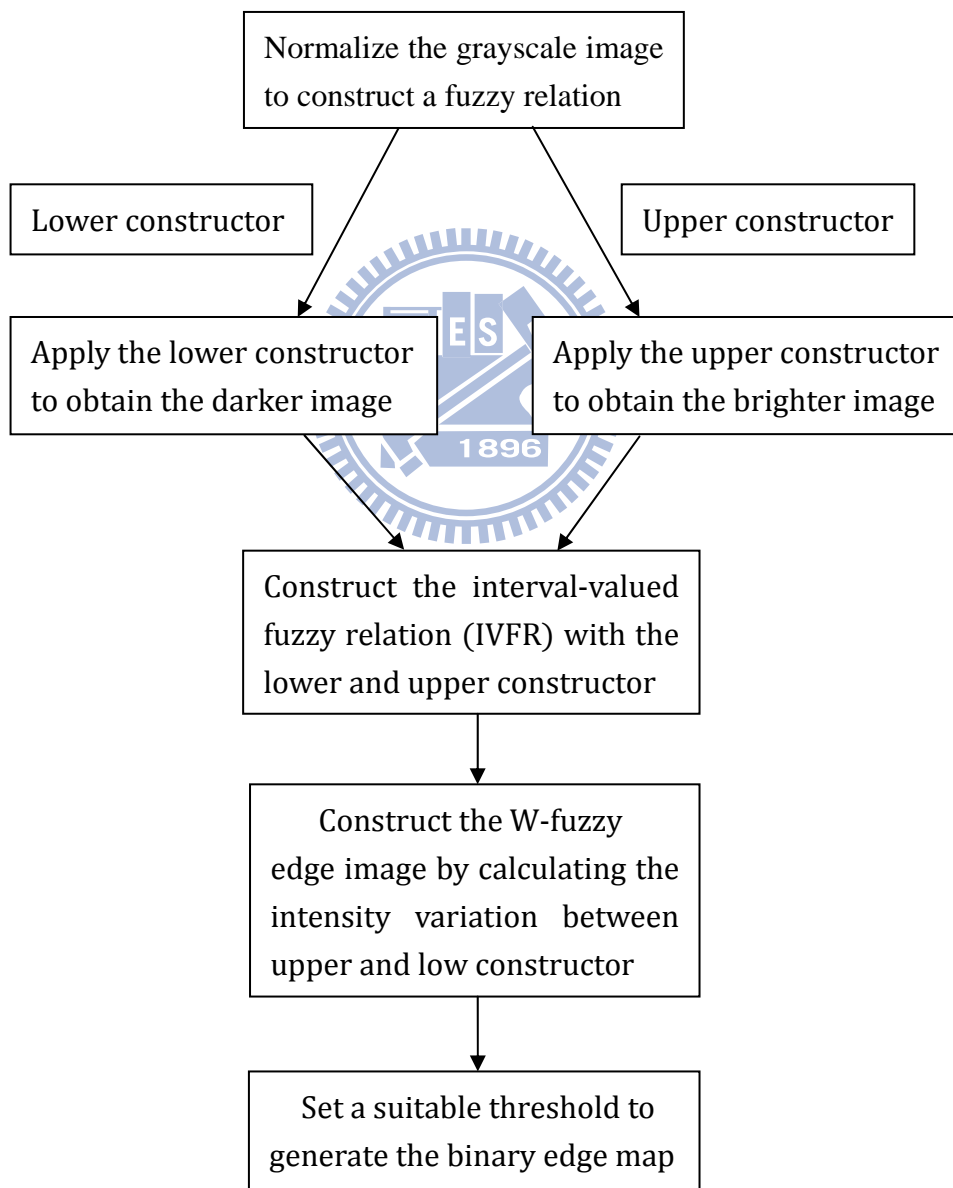 Normalize the grayscale image
to construct a fuzzy relation
Lower constructor
Upper constructor
Apply the lower constructor
to obtain the darker image
ES
Apply the upper constructor
to obtain the brighter image
1896
Construct the interval-valued
fuzzy relation (IVFR) with the
lower and upper constructor
Construct the W-fuzzy
edge image by calculating the
intensity variation between
upper and low constructor
Set a suitable threshold to
generate the binary edge map